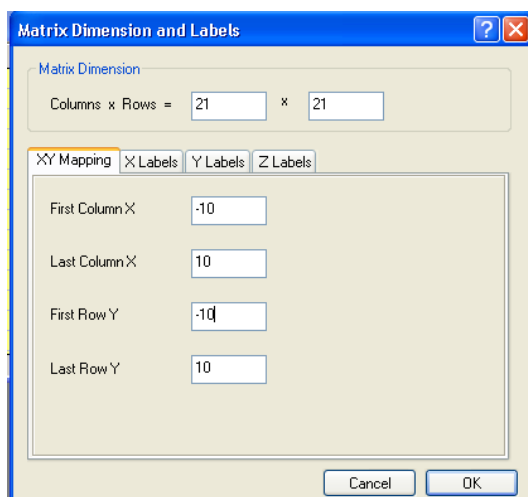 Matrix Dimension and Labels
Matrix Dimension
Columns x Rows = 21 x 21
XY Mapping X Labels Y Labels Z Labels
First Column X -10
Last Column X 10
First Row Y -10
Last Row Y 10
Cancel OK